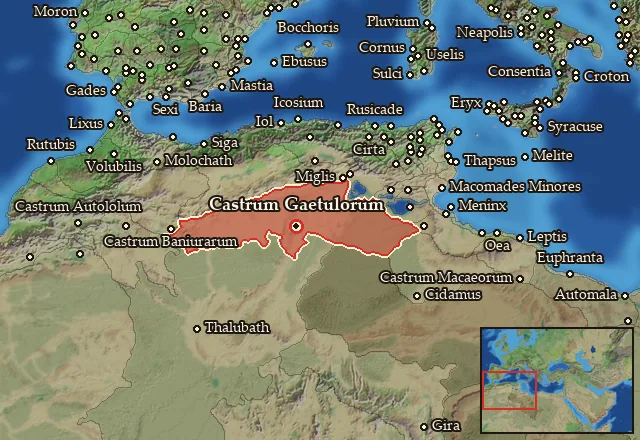 Moron
Bocchoris
Pluvium
Neapolis
Cornus
Uselis
Ebusus
Sulci
Consentia
Croton
Gades
Mastia
Sexi
Baria
Icosium
Eryx
Lixus
Iol
Rusicade
Syracuse
Rutubis
Siga
Cirta
Volubilis
Molochath
Thapsus
Melite
Miglis
Macomades Minores
Castrum Autololum
Castrum Gaetulorum
Meninx
Castrum Baniurarum
Oea
Leptis
Euphranta
Castrum Macaeorum
Cidamus
Automala
Thalubath
Gira